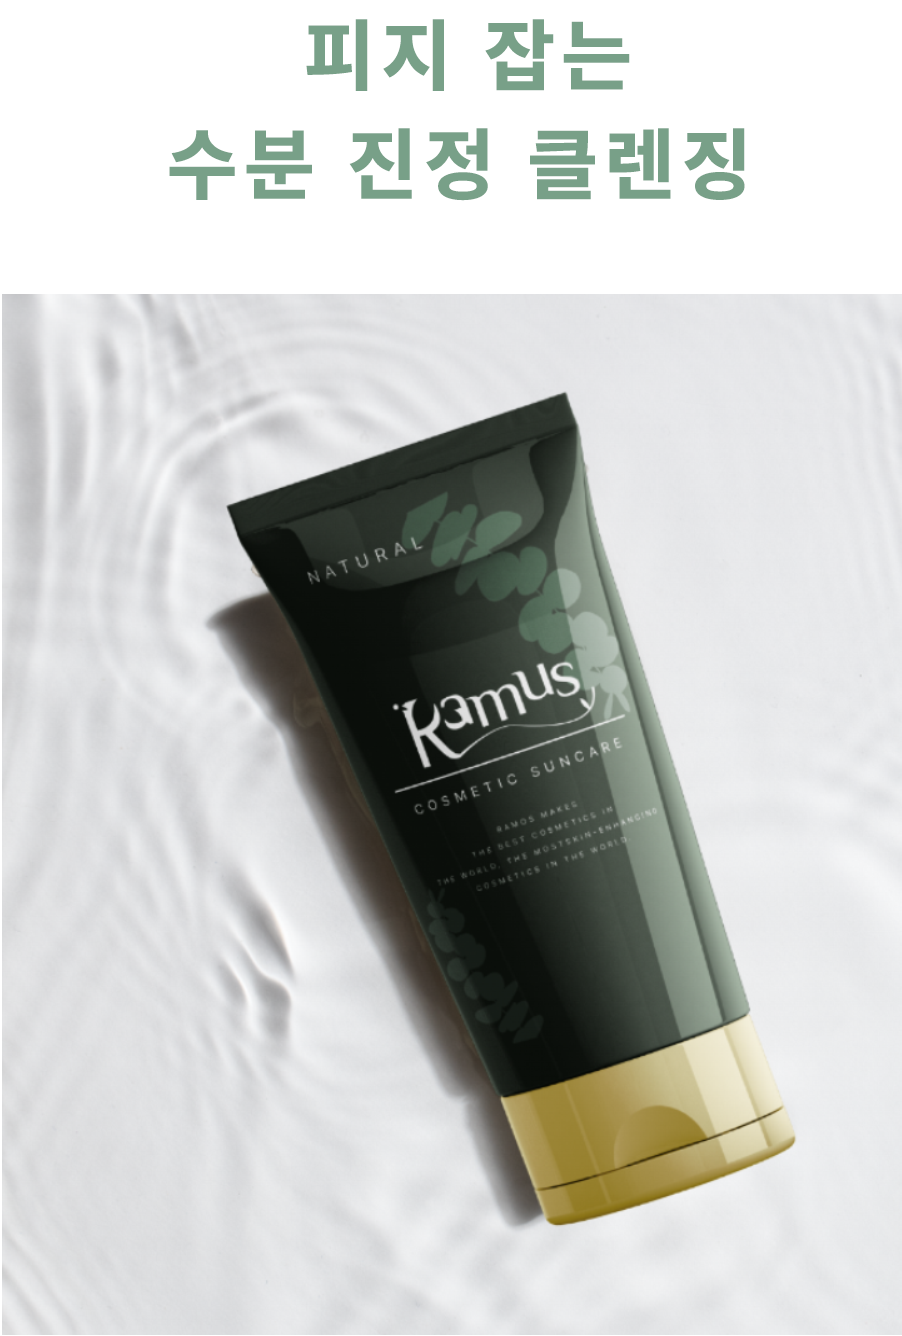 피지 잡는
수분 진정 클렌징
NATURAL
Kamus
COSMETIC SUNCARE
RAMOS MAKES
THE BEST COSMETICS IN
THE WORLD, THE MOSTSKIN-ENHANCING
COSMETICS IN THE WORLD.